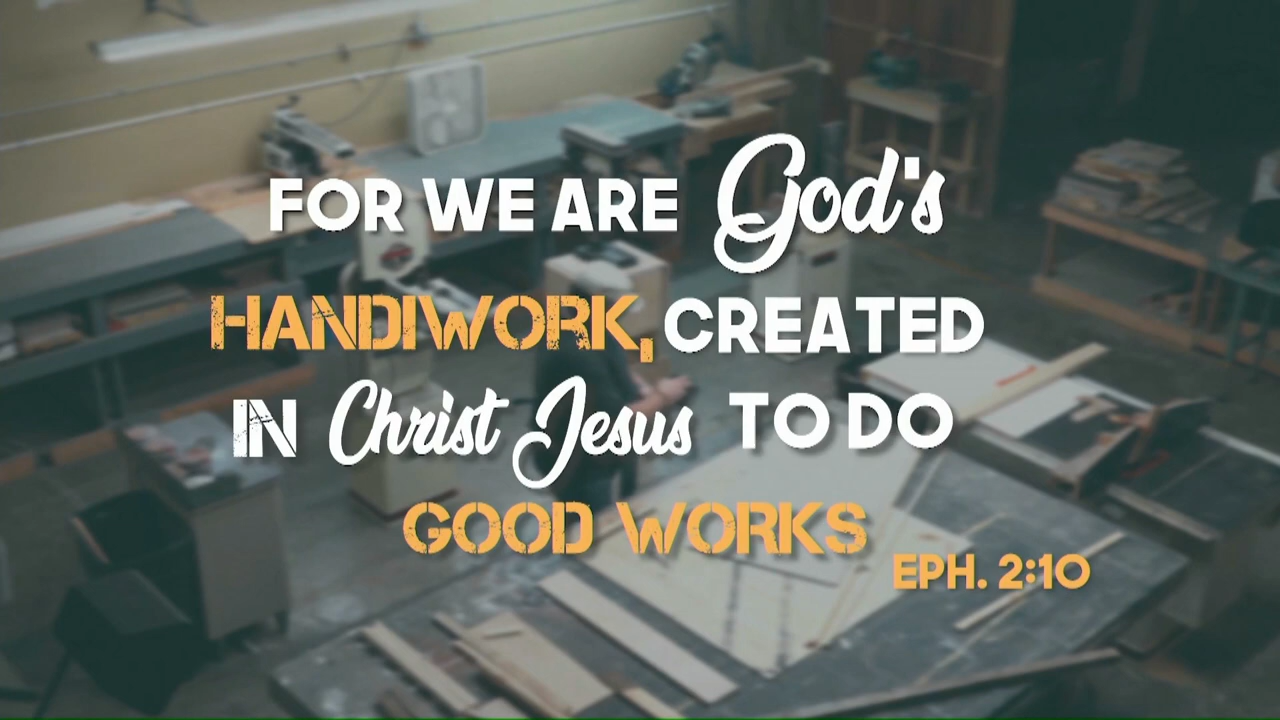 FOR WE ARE God's
HANDIWORK, CREATED
IN Christ Jesus TO DO
GOOD WORKS
EPH. 2:10